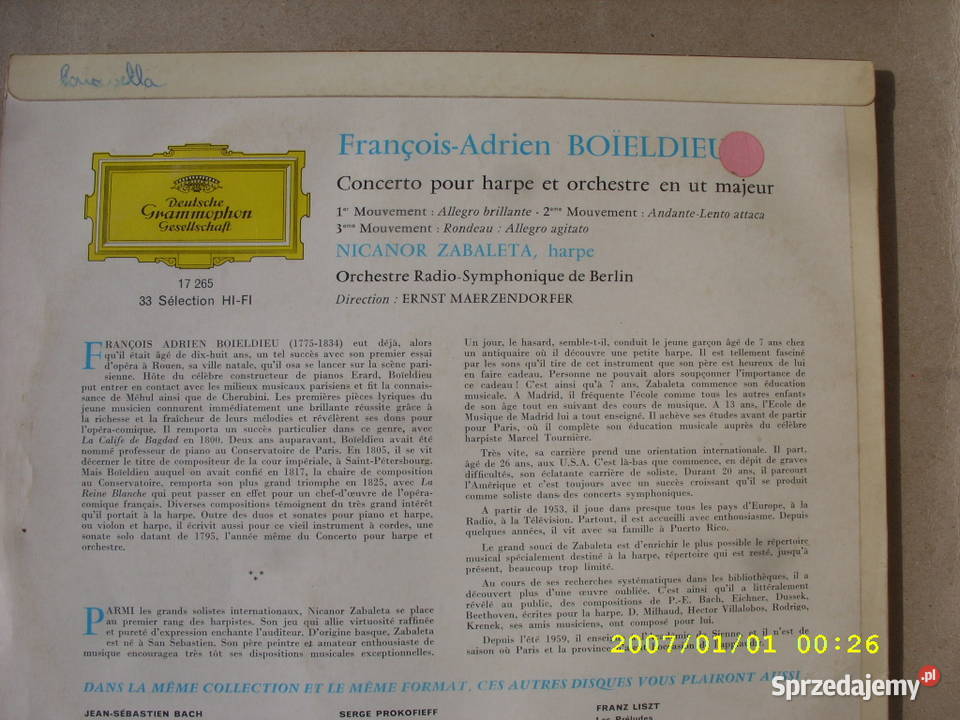 François-Adrien BOÏELDIEU
Concerto pour harpe et orchestre en ut majeur
1er Mouvement : Allegro brillante - 2eme Mouvement : Andante-Lento attaca
3eme Mouvement : Rondeau : Allegro agitato
NICANOR ZABALETA, harpe
Orchestre Radio-Symphonique de Berlin
Direction : ERNST MAERZENDORFER
Deutsche
Grammophon
Gesellschaft
17 265
33 Sélection HI-FI
FRANÇOIS ADRIEN BOIELDIEU (1775-1834) eut déjà, alors
qu'il était âgé de dix-huit ans, un tel succès avec son premier essai
d'opéra à Rouen, sa ville natale, qu'il osa se lancer sur la scène pari-
sienne. Hôte du célèbre constructeur de pianos Erard, Boïeldieu
put entrer en contact avec les milieux musicaux parisiens et fit la connais-
sance de Méhul ainsi que de Cherubini. Les premières pièces lyriques du
jeune musicien connurent immédiatement une brillante réussite grâce à
la richesse et la fraîcheur de leurs mélodies et révélèrent ses dons pour
l'opéra-comique. Il remporta un succès particulier dans ce genre, avec
La Calife de Bagdad en 1800. Deux ans auparavant, Boïeldieu avait été
nommé professeur de piano au Conservatoire de Paris. En 1805, il se vit
décerner le titre de compositeur de la cour impériale, à Saint-Pétersbourg.
Mais Boïeldieu auquel on avait confié en 1817, la chaire de composition
au Conservatoire, remporta son plus grand triomphe en 1825, avec La
Reine Blanche qui peut passer en effet pour un chef-d'œuvre de l'opéra-
comique français. Diverses compositions témoignent du très grand intérêt
qu'il portait à la harpe. Outre des duos et sonates pour piano et harpe,
ou violon et harpe, il écrivit aussi pour ce vieil instrument à cordes, une
sonate solo datant de 1795, l'année même du Concerto pour harpe et
orchestre.
PARMI les grands solistes internationaux, Nicanor Zabaleta se place
au premier rang des harpistes. Son jeu qui allie virtuosité raffinée
et pureté d'expression enchante l'auditeur. D'origine basque, Zabaleta
est né à San Sebastien. Son père peintre et amateur enthousiaste de
musique encouragea très tôt ses dispositions musicales exceptionnelles.
Un jour, le hasard, semble-t-il, conduit le jeune garçon âgé de 7 ans chez
un antiquaire où il découvre une petite harpe. Il est tellement fasciné
par les sons qu'il tire de cet instrument que son père est heureux de lui
en faire cadeau. Personne ne pouvait alors soupçonner l'importance de
ce cadeau ! C'est ainsi qu'à 7 ans, Zabaleta commence son éducation
musicale. A Madrid, il fréquente l'école comme tous les autres enfants
de son âge tout en suivant des cours de musique. A 13 ans, l'Ecole de
Musique de Madrid lui a tout enseigné. Il achève ses études avant de partir
pour Paris, où il complète son éducation musicale auprès du célèbre
harpiste Marcel Tournière.
Très vite, sa carrière prend une orientation internationale. Il part,
âgé de 26 ans, aux U.S.A. C'est là-bas que commence, en dépit de graves
difficultés, son éclatante carrière de soliste. Durant 20 ans, il parcourt
l'Amérique et c'est toujours avec un succès croissant qu'il se produit
comme soliste dans des concerts symphoniques.
A partir de 1953, il joue dans presque tous les pays d'Europe, à la
Radio, à la Télévision. Partout, il est accueilli avec enthousiasme. Depuis
quelques années, il vit avec sa famille à Puerto Rico.
Le grand souci de Zabaleta est d'enrichir le plus possible le répertoire
musical spécialement destiné à la harpe, répertoire qui est resté, jusqu'à
présent, beaucoup trop limité.
Au cours de ses recherches systématiques dans les bibliothèques, il a
découvert plus d'une œuvre oubliée. C'est ainsi qu'il a littéralement
révélé au public, des compositions de P.-E. Bach, Eichner, Dussek,
Beethoven, écrites pour la harpe. D. Milhaud, Hector Villalobos, Rodrigo,
Krenek, ses amis musiciens, ont composé pour lui.
Depuis l'été 1959, il enseigne à l'Academie de Sienne, et il n'est de
saison où Paris et la province l'occasion de l'applaudir.
2007/01/01 00:26
DANS LA MÊME COLLECTION ET LE MÊME FORMAT, CES AUTRES DISQUES VOUS PLAIRONT AUSSI :
JEAN-SÉBASTIEN BACH
SERGE PROKOFIEFF
FRANZ LISZT
Les Préludes
Sprzedajemy.pl